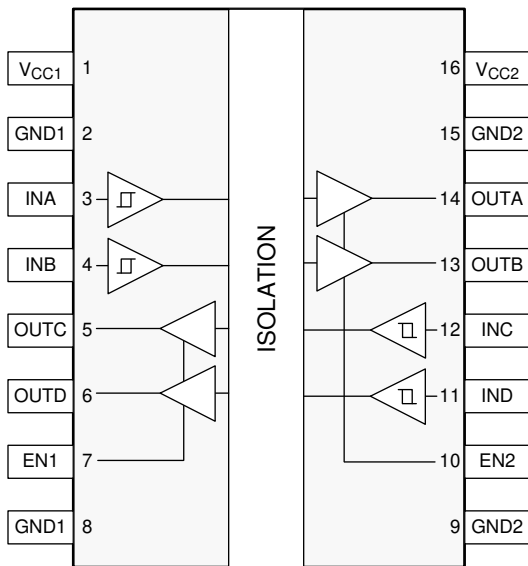 VCC1 1 16 VCC2
GND1 2 15 GND2
INA 3 14 OUTA
INB 4 13 OUTB
ISOLATION
OUTC 5 12 INC
OUTD 6 11 IND
EN1 7 10 EN2
GND1 8 9 GND2